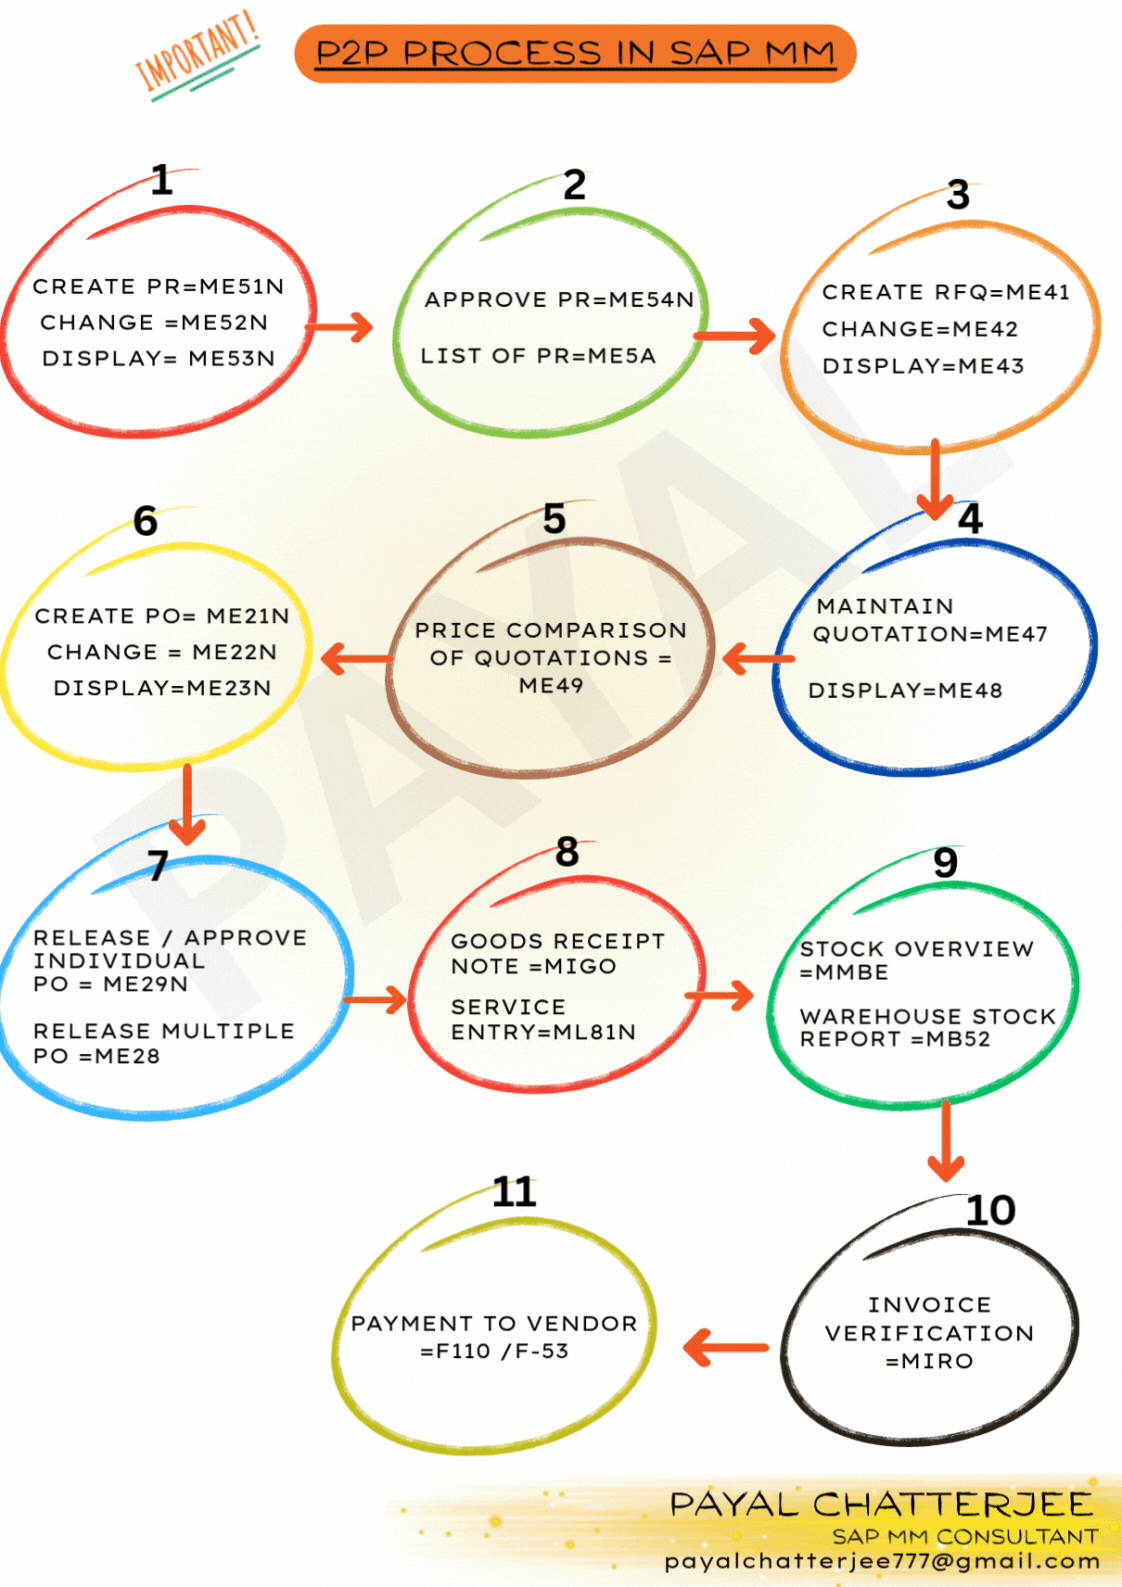 IMPORTANT!
P2P PROCESS IN SAP MM
1
CREATE PR=ME51N
CHANGE =ME52N
DISPLAY= ME53N
2
APPROVE PR=ME54N
LIST OF PR=ME5A
3
CREATE RFQ=ME41
CHANGE=ME42
DISPLAY=ME43
4
MAINTAIN
QUOTATION=ME47
DISPLAY=ME48
5
PRICE COMPARISON
OF QUOTATIONS =
ME49
6
CREATE PO= ME21N
CHANGE = ME22N
DISPLAY=ME23N
7
RELEASE / APPROVE
INDIVIDUAL
PO = ME29N
RELEASE MULTIPLE
PO =ME28
8
GOODS RECEIPT
NOTE =MIGO
SERVICE
ENTRY=ML81N
9
STOCK OVERVIEW
=MMBE
WAREHOUSE STOCK
REPORT =MB52
10
INVOICE
VERIFICATION
=MIRO
11
PAYMENT TO VENDOR
=F110 /F-53
PAYAL
PAYAL CHATTERJEE
SAP MM CONSULTANT
payalchatterjee777@gmail.com